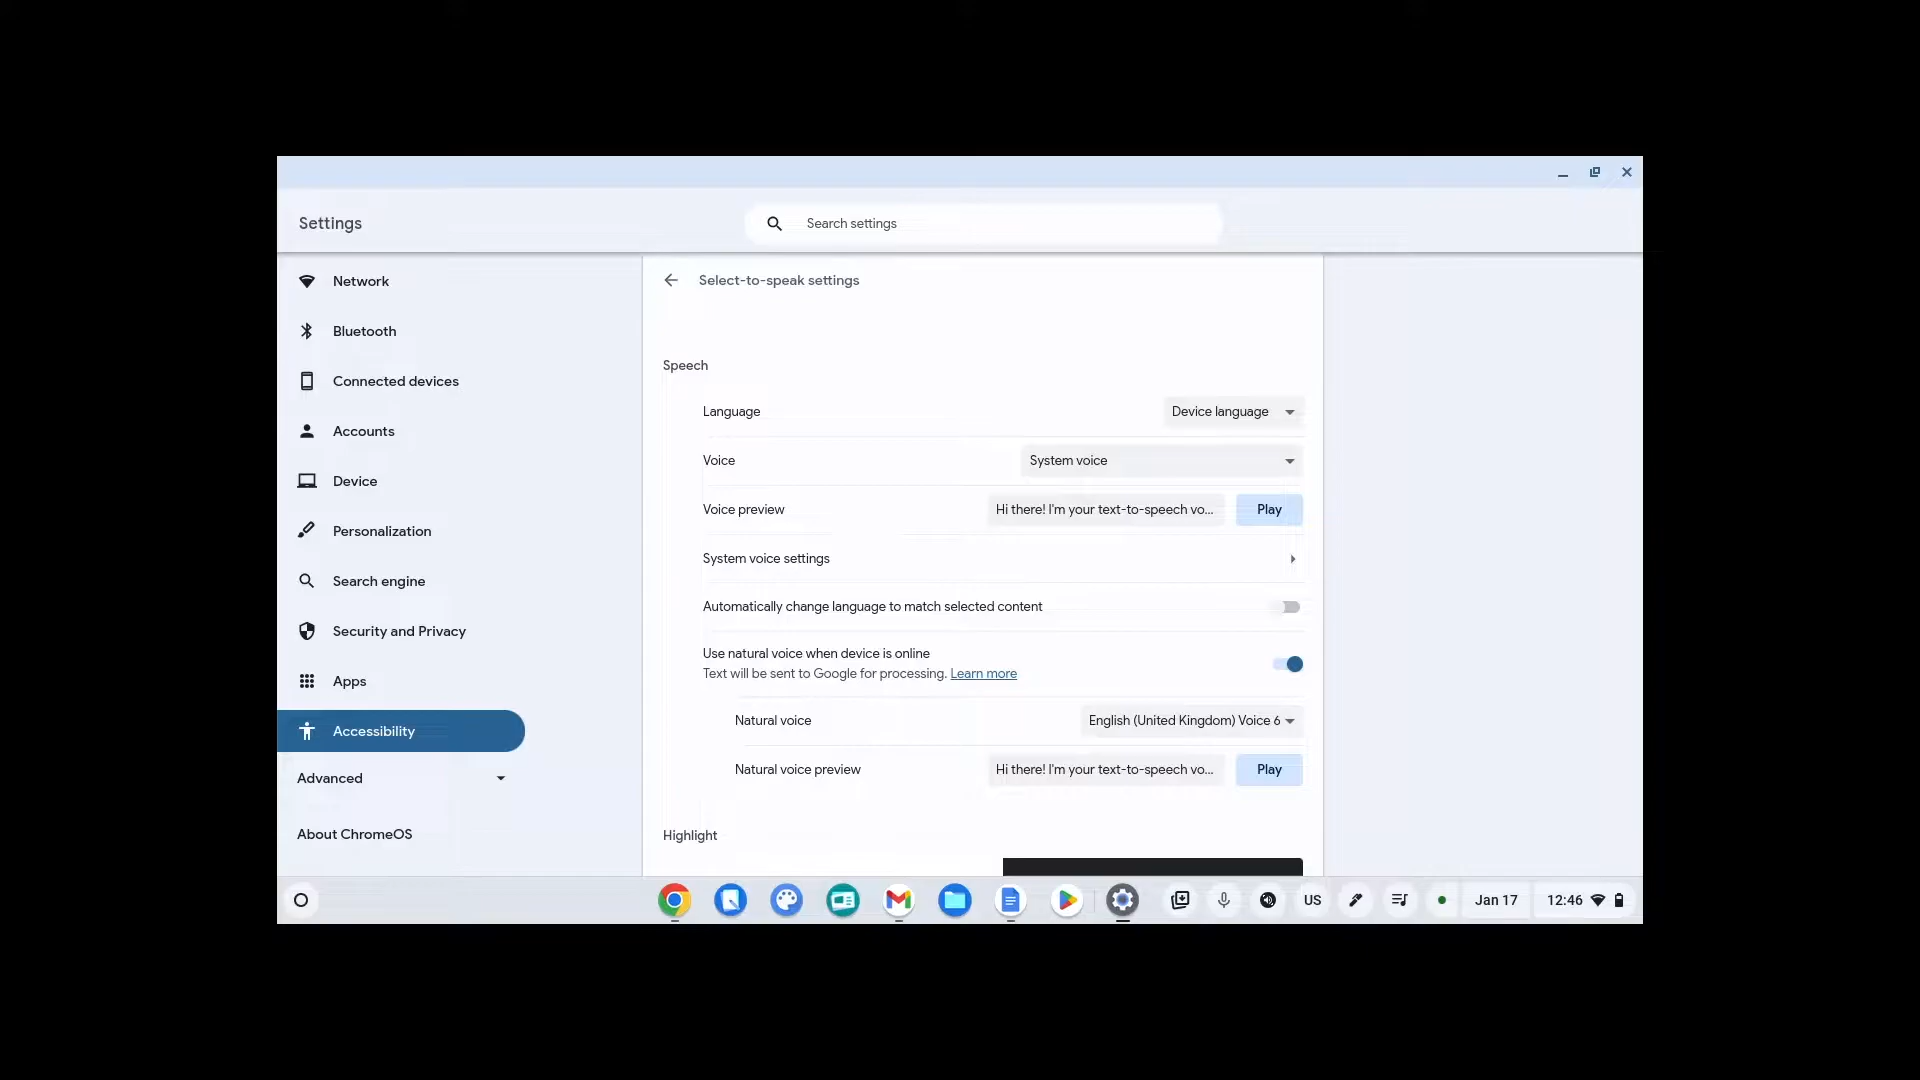 Settings
Search settings
Network
Bluetooth
Connected devices
Accounts
Device
Personalization
Search engine
Security and Privacy
Apps
Accessibility
Advanced
About ChromeOS
Select-to-speak settings
Speech
Language
Device language
Voice
System voice
Voice preview
Hi there! I'm your text-to-speech vo...
Play
System voice settings
Automatically change language to match selected content
Use natural voice when device is online
Text will be sent to Google for processing. Learn more
Natural voice
English (United Kingdom) Voice 6
Natural voice preview
Hi there! I'm your text-to-speech vo...
Play
Highlight
US
Jan 17
12:46